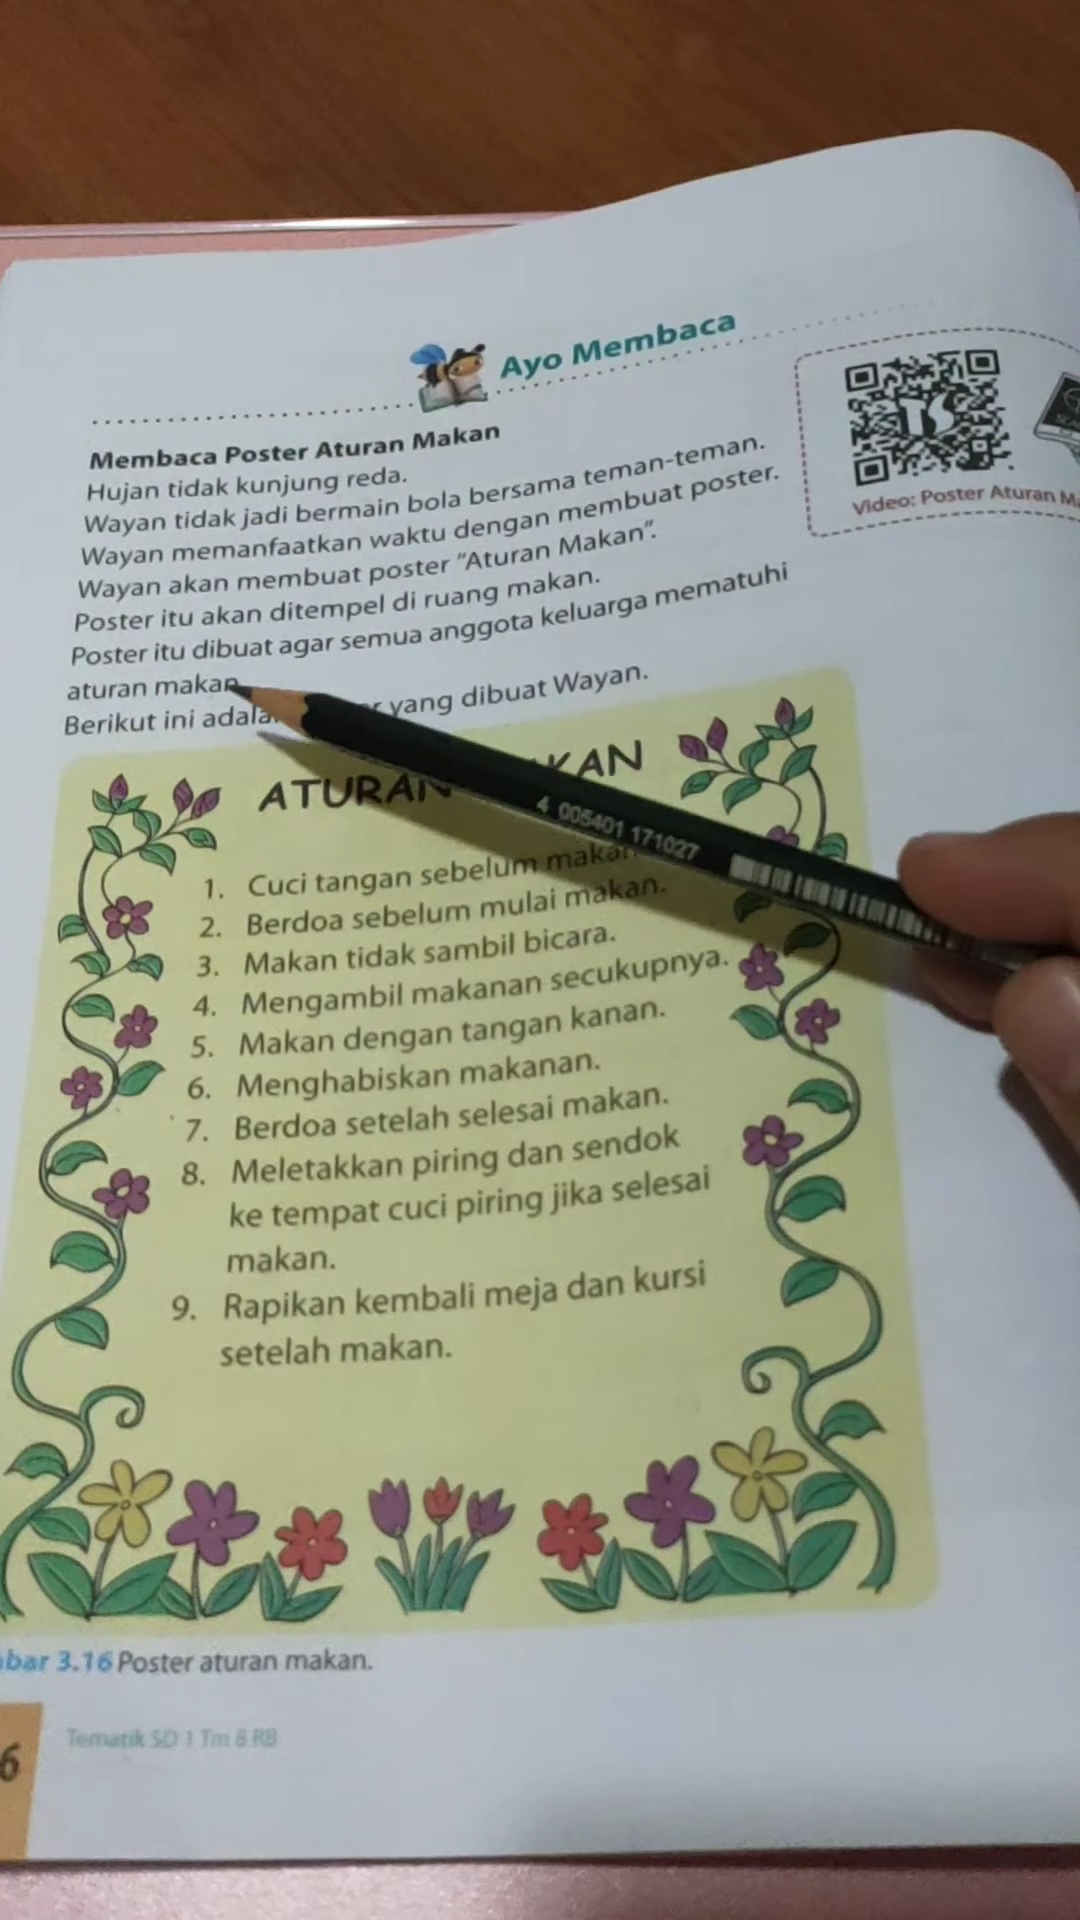 Ayo Membaca
Membaca Poster Aturan Makan
Hujan tidak kunjung reda.
Wayan tidak jadi bermain bola bersama teman-teman.
Wayan memanfaatkan waktu dengan membuat poster.
Wayan akan membuat poster "Aturan Makan".
Poster itu akan ditempel di ruang makan.
Poster itu dibuat agar semua anggota keluarga mematuhi
aturan makan
Berikut ini yang dibuat Wayan.
TS
Video: Poster Aturan
ATURAN
1. Cuci tangan sebelum makan
2. Berdoa sebelum mulai makan.
3. Makan tidak sambil bicara.
4. Mengambil makanan secukupnya.
5. Makan dengan tangan kanan.
6. Menghabiskan makanan.
7. Berdoa setelah selesai makan.
8. Meletakkan piring dan sendok
ke tempat cuci piring jika selesai
makan.
9. Rapikan kembali meja dan kursi
setelah makan.
4 005401 171027
3.16 Poster aturan makan.
6
Tematik SD 1 Tm 8 RB